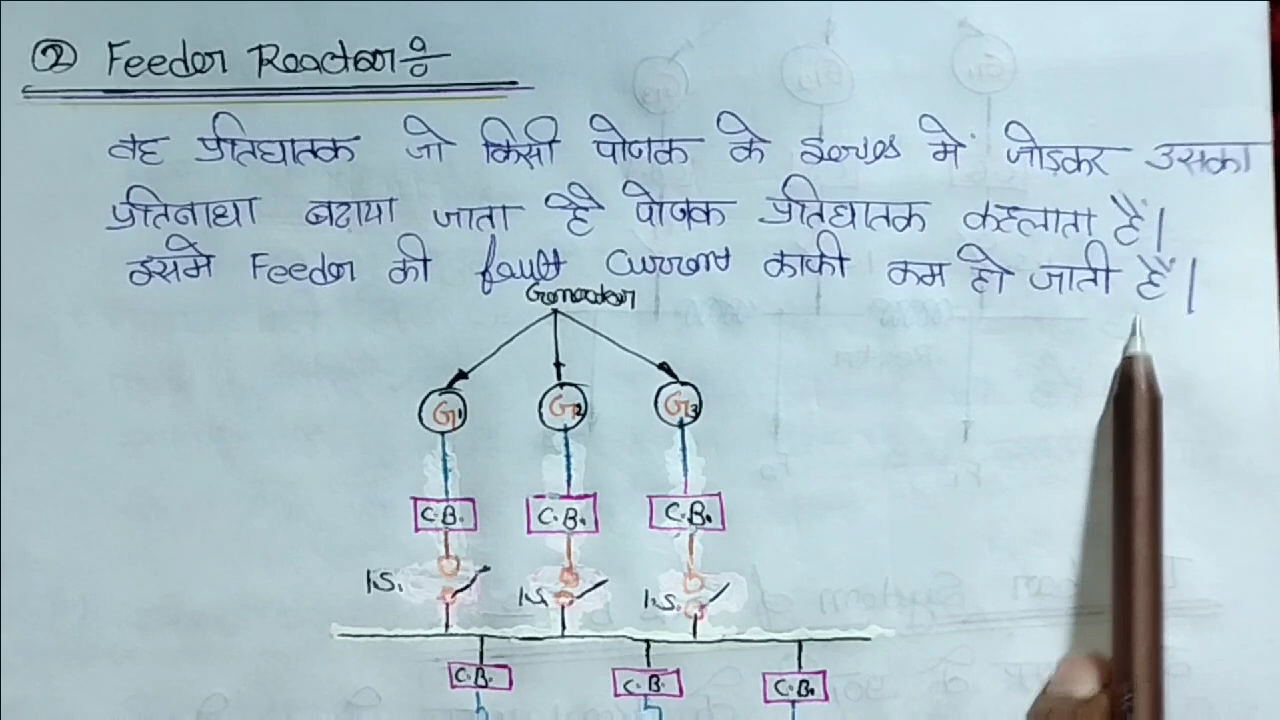 ② Feeder Reactor÷
वह प्रतिघातक जो किसी पोषक के Series में जोड़कर उसका
प्रतिबाधा बढ़ाया जाता है पोषक प्रतिघातक कहलाता हैं।
इसमे Feeder की fault Current काफी कम हो जाती हैं।
Generator
G1 G2 G3
C.B. C.B. C.B.
I.S. I.S. I.S.
C.B. C.B. C.B.